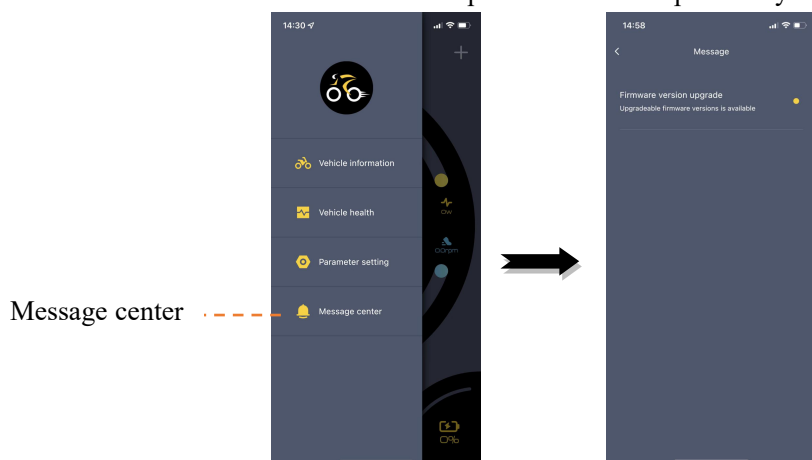 14:30
Vehicle information
Vehicle health
0W
00rpm
Parameter setting
Message center
Message center
0%
14:58
Message
Firmware version upgrade
Upgradeable firmware versions is available